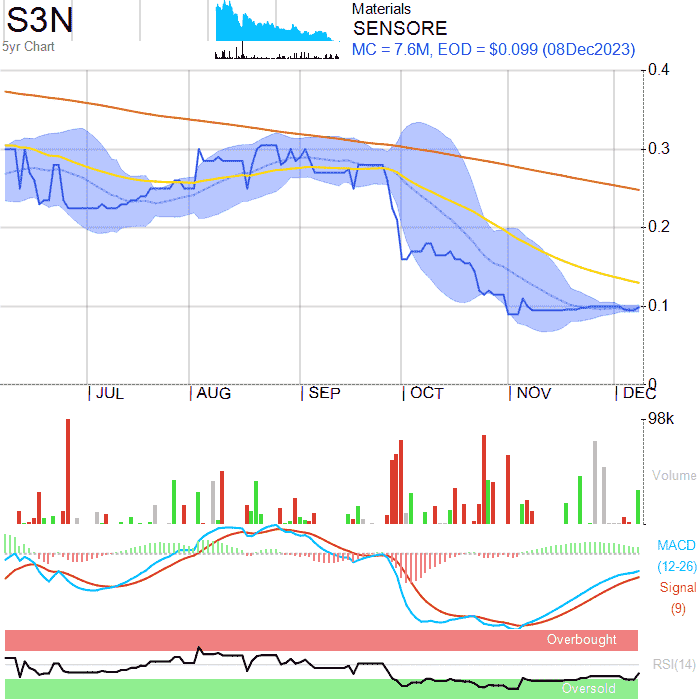 S3N
5yr Chart
Materials
SENSORE
MC = 7.6M, EOD = $0.099 (08Dec2023)
0.4
0.3
0.2
0.1
0
JUL AUG SEP OCT NOV DEC
98k
Volume
MACD
(12-26)
Signal
(9)
Overbought
RSI(14)
Oversold